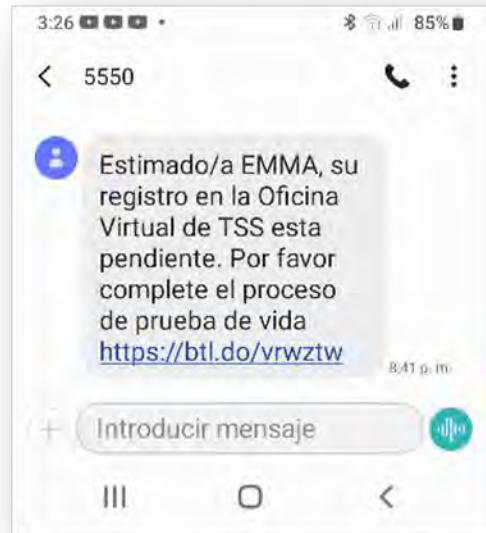 3:26 85%
5550
Estimado/a EMMA, su
registro en la Oficina
Virtual de TSS esta
pendiente. Por favor
complete el proceso
de prueba de vida
https://btl.do/vrwztw
8:41 p. m.
Introducir mensaje